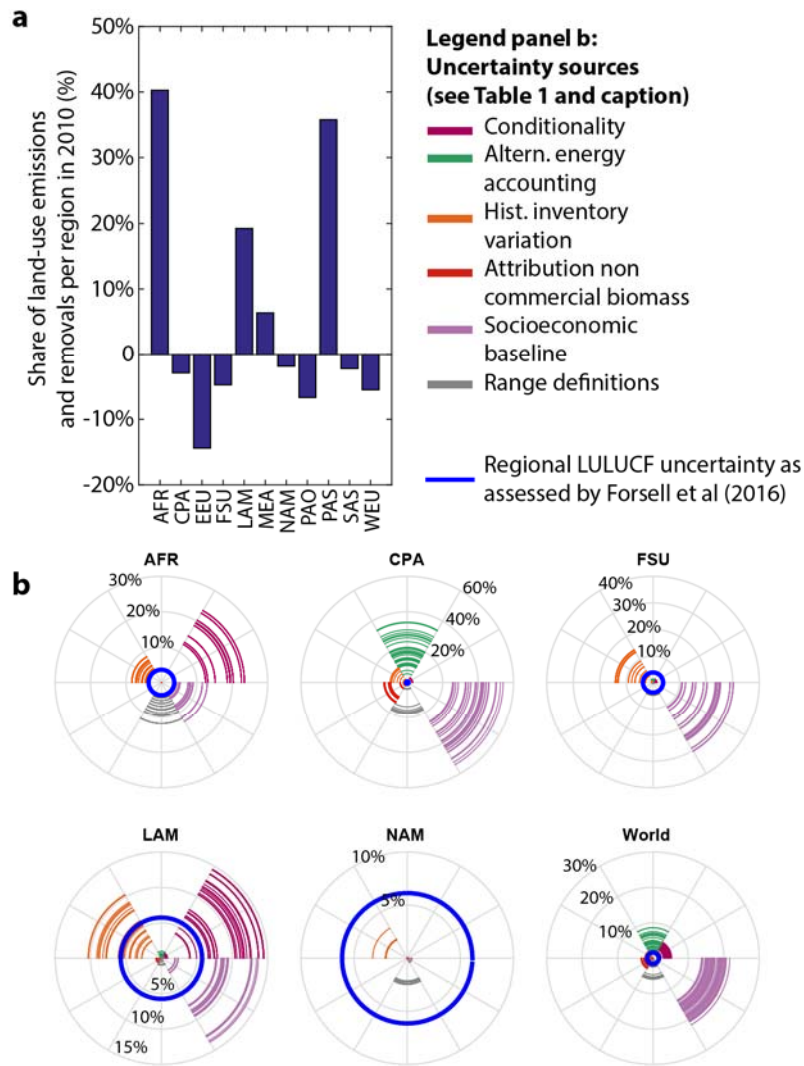 a
50%
40%
30%
20%
10%
0
-10%
-20%
Share of land-use emissions
and removals per region in 2010 (%)
AFR
CPA
EEU
FSU
LAM
MEA
NAM
PAO
PAS
SAS
WEU
Legend panel b:
Uncertainty sources
(see Table 1 and caption)
Conditionality
Altern. energy
accounting
Hist. inventory
variation
Attribution non
commercial biomass
Socioeconomic
baseline
Range definitions
Regional LULUCF uncertainty as
assessed by Forsell et al (2016)
b
AFR
30%
20%
10%
CPA
60%
40%
20%
FSU
40%
30%
20%
10%
LAM
5%
10%
15%
NAM
10%
5%
World
30%
20%
10%